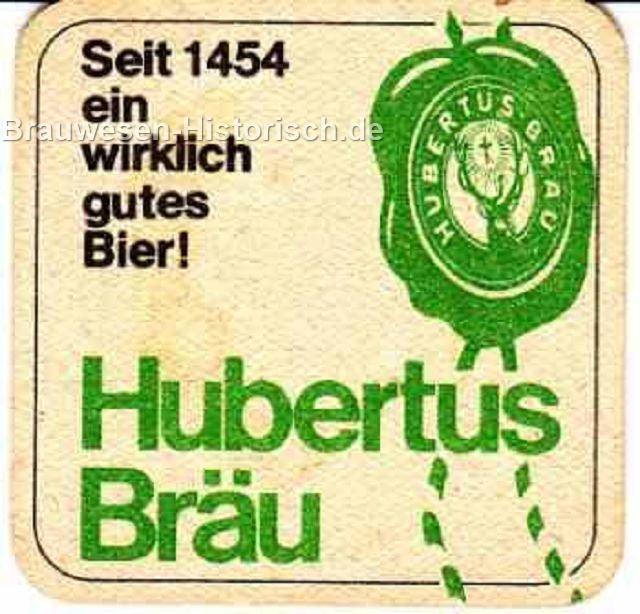 Seit 1454
ein
Brauwesen-Historisch.de
wirklich
gutes
Bier!
HUBERTUS·BRÄU
Hubertus
Bräu